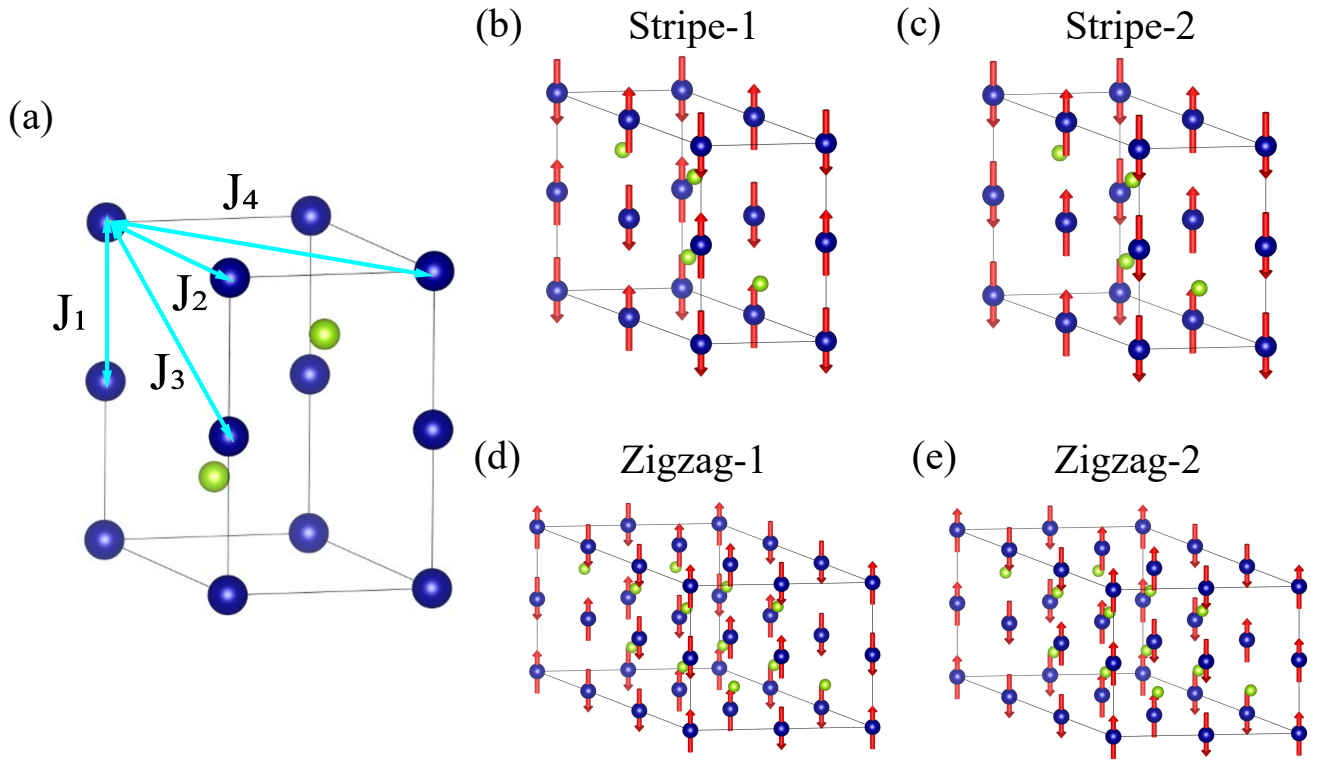 (a)
J4
J2
J1
J3
(b)
Stripe-1
(c)
Stripe-2
(d)
Zigzag-1
(e)
Zigzag-2